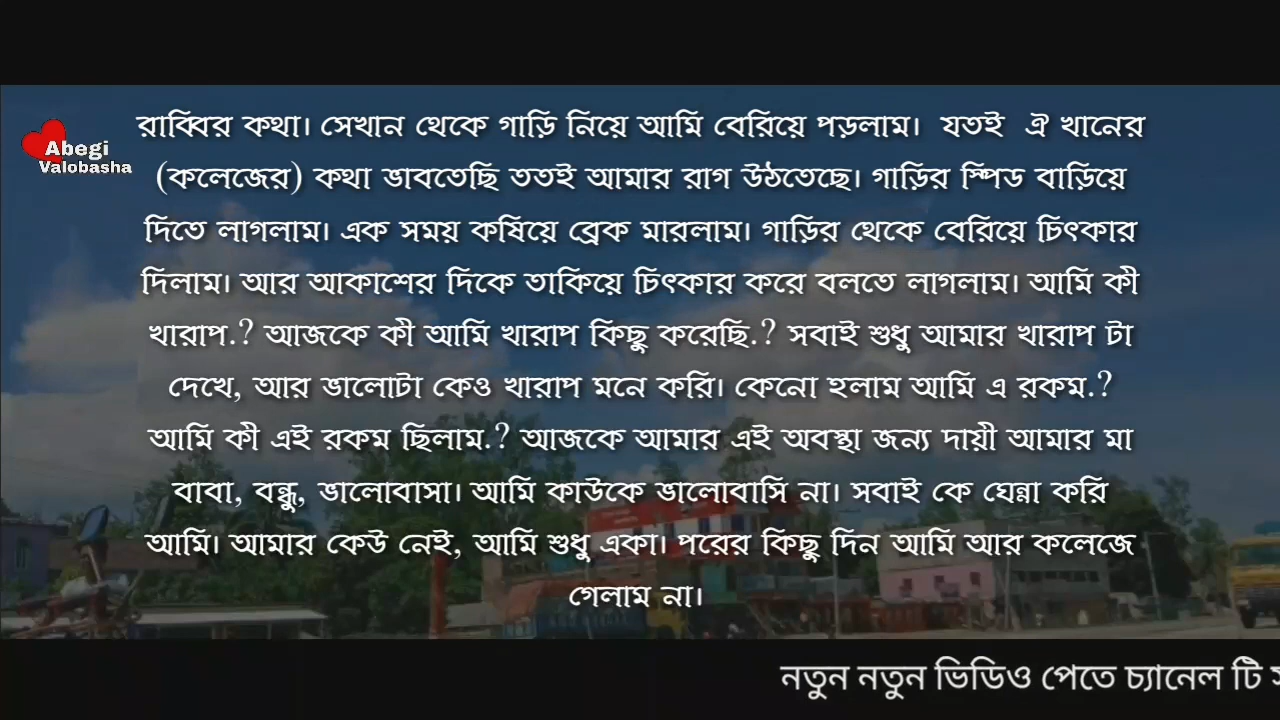 রাব্বির কথা। সেখান থেকে গাড়ি নিয়ে আমি বেরিয়ে পড়লাম। যতই ঐ খানের
(কলেজের) কথা ভাবতেছি ততই আমার রাগ উঠতেছে। গাড়ির স্পিড বাড়িয়ে
দিতে লাগলাম। এক সময় কষিয়ে ব্রেক মারলাম। গাড়ির থেকে বেরিয়ে চিৎকার
দিলাম। আর আকাশের দিকে তাকিয়ে চিৎকার করে বলতে লাগলাম। আমি কী
খারাপ.? আজকে কী আমি খারাপ কিছু করেছি.? সবাই শুধু আমার খারাপ টা
দেখে, আর ভালোটা কেও খারাপ মনে করি। কেনো হলাম আমি এ রকম.?
আমি কী এই রকম ছিলাম.? আজকে আমার এই অবস্থা জন্য দায়ী আমার মা
বাবা, বন্ধু, ভালোবাসা। আমি কাউকে ভালোবাসি না। সবাই কে ঘেন্না করি
আমি। আমার কেউ নেই, আমি শুধু একা। পরের কিছু দিন আমি আর কলেজে
গেলাম না।
Abegi
Valobasha
নতুন নতুন ভিডিও পেতে চ্যানেল টি